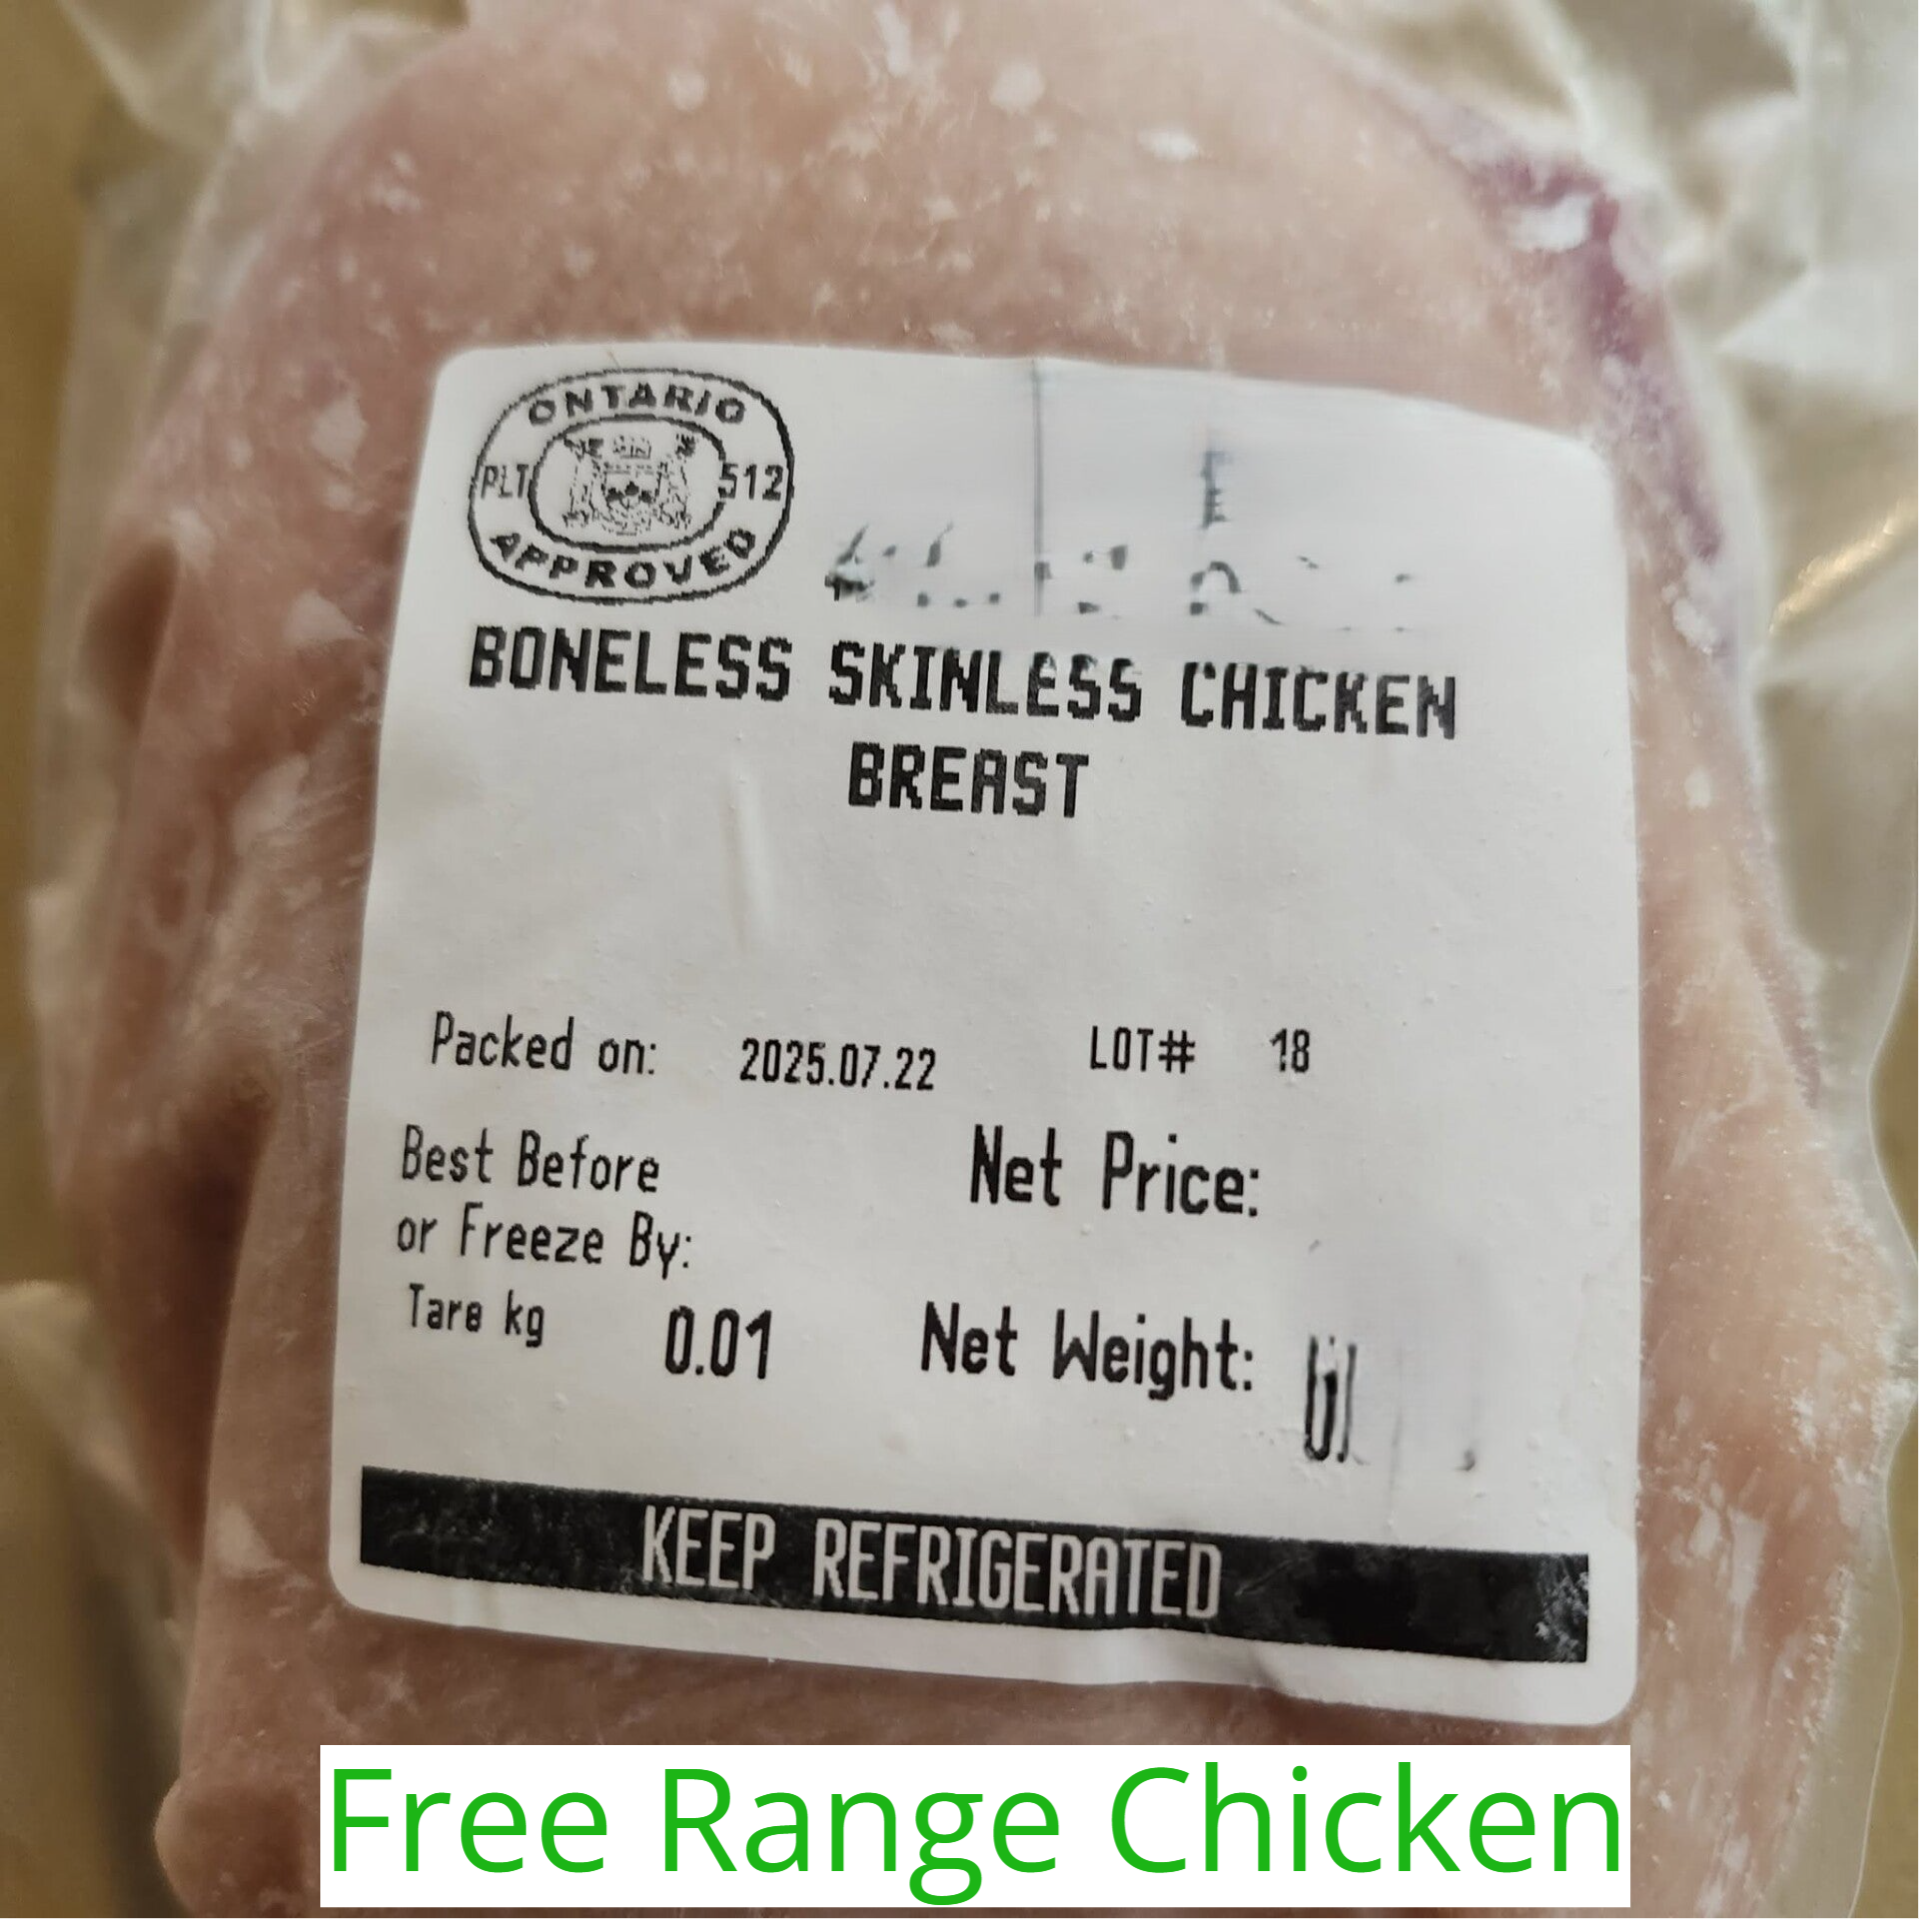 ONTARIO
PLT 512
APPROVED
BONELESS SKINLESS CHICKEN
BREAST
Packed on: 2025.07.22 LOT# 18
Best Before
or Freeze By:
Net Price:
Tare kg 0.01 Net Weight:
KEEP REFRIGERATED
Free Range Chicken